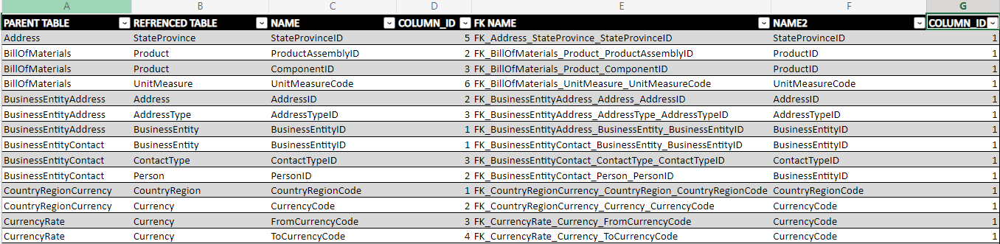 A B C D E F G
PARENT TABLE REFRENCED TABLE NAME COLUMN_ID FK NAME NAME2 COLUMN_ID
Address StateProvince StateProvinceID 5 FK_Address_StateProvince_StateProvinceID StateProvinceID 1
BillOfMaterials Product ProductAssemblyID 2 FK_BillOfMaterials_Product_ProductAssemblyID ProductID 1
BillOfMaterials Product ComponentID 3 FK_BillOfMaterials_Product_ComponentID ProductID 1
BillOfMaterials UnitMeasure UnitMeasureCode 6 FK_BillOfMaterials_UnitMeasure_UnitMeasureCode UnitMeasureCode 1
BusinessEntityAddress Address AddressID 2 FK_BusinessEntityAddress_Address_AddressID AddressID 1
BusinessEntityAddress AddressType AddressTypeID 3 FK_BusinessEntityAddress_AddressType_AddressTypeID AddressTypeID 1
BusinessEntityAddress BusinessEntity BusinessEntityID 1 FK_BusinessEntityAddress_BusinessEntity_BusinessEntityID BusinessEntityID 1
BusinessEntityContact BusinessEntity BusinessEntityID 1 FK_BusinessEntityContact_BusinessEntity_BusinessEntityID BusinessEntityID 1
BusinessEntityContact ContactType ContactTypeID 3 FK_BusinessEntityContact_ContactType_ContactTypeID ContactTypeID 1
BusinessEntityContact Person PersonID 2 FK_BusinessEntityContact_Person_PersonID BusinessEntityID 1
CountryRegionCurrency CountryRegion CountryRegionCode 1 FK_CountryRegionCurrency_CountryRegion_CountryRegionCode CountryRegionCode 1
CountryRegionCurrency Currency CurrencyCode 2 FK_CountryRegionCurrency_Currency_CurrencyCode CurrencyCode 1
CurrencyRate Currency FromCurrencyCode 3 FK_CurrencyRate_Currency_FromCurrencyCode CurrencyCode 1
CurrencyRate Currency ToCurrencyCode 4 FK_CurrencyRate_Currency_ToCurrencyCode CurrencyCode 1